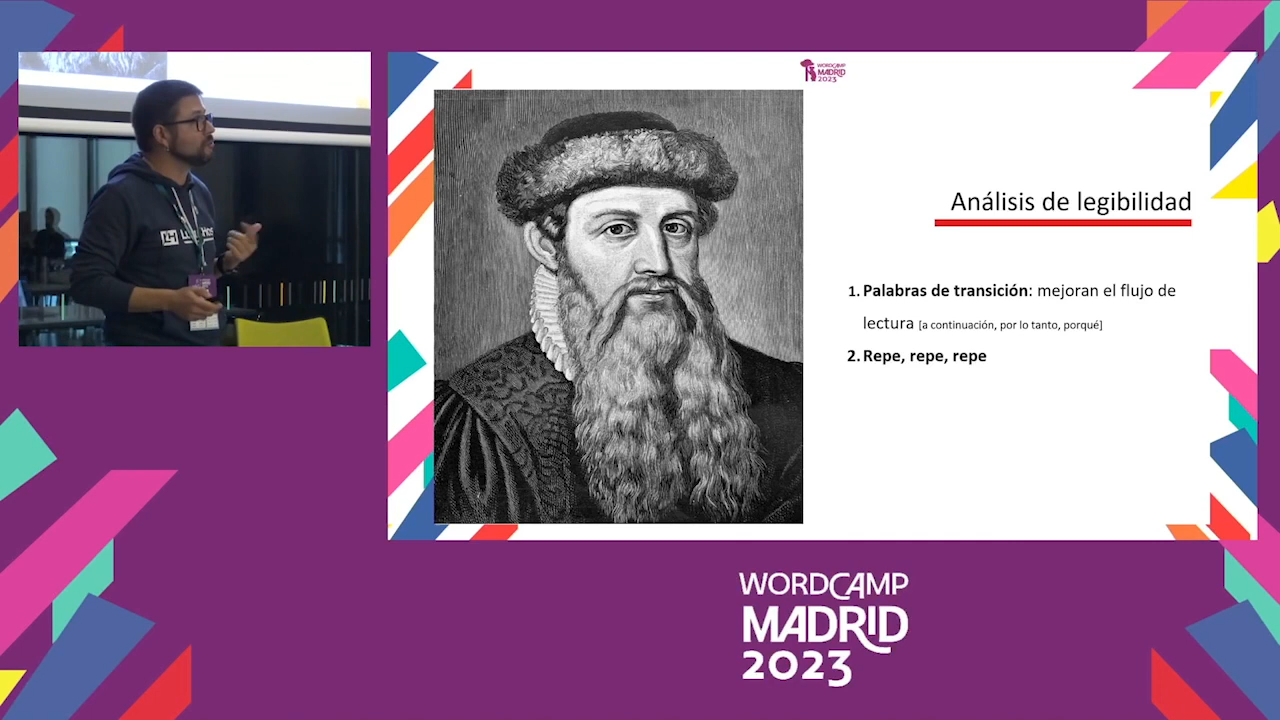 WORDCAMP
MADRID
2023
Análisis de legibilidad
1. Palabras de transición: mejoran el flujo de
lectura [a continuación, por lo tanto, porqué]
2. Repe, repe, repe
WORDCAMP
MADRID
2023